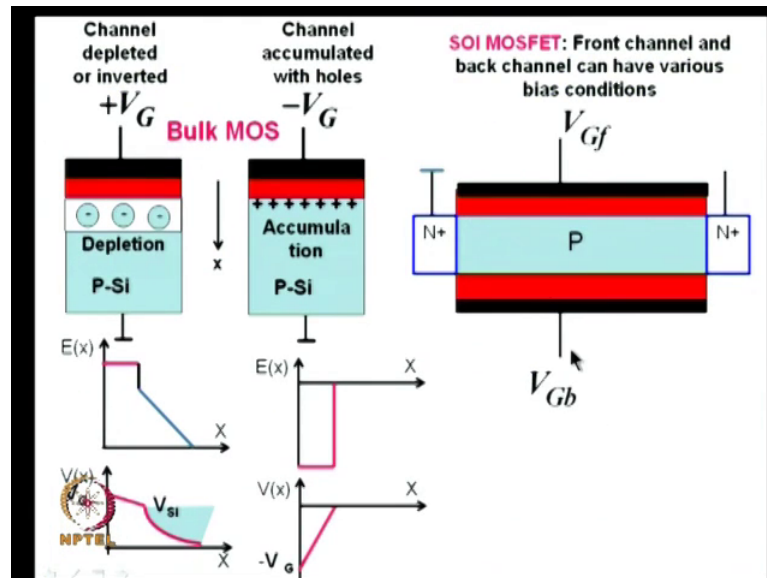 Channel
depleted
or inverted
+V_G
Channel
accumulated
with holes
-V_G
Bulk MOS
SOI MOSFET: Front channel and
back channel can have various
bias conditions
V_Gf
- - -
Depletion
P-Si
x
+ + + + + + +
Accumula
tion
P-Si
N+
P
N+
V_Gb
E(x)
X
E(x)
X
V(x)
V_SI
X
V(x)
X
-V_G
NPTEL